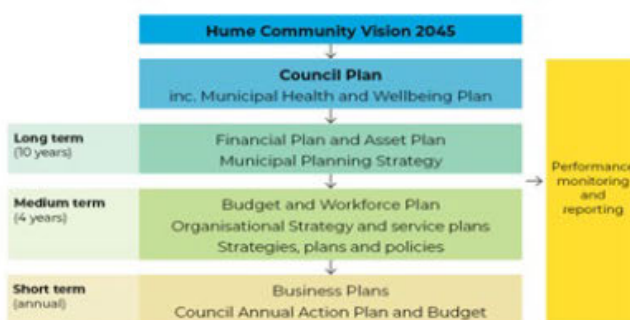 Hume Community Vision 2045
Council Plan
inc. Municipal Health and Wellbeing Plan
Long term
(10 years)
Financial Plan and Asset Plan
Municipal Planning Strategy
Medium term
(4 years)
Budget and Workforce Plan
Organisational Strategy and service plans
Strategies, plans and policies
Short term
(annual)
Business Plans
Council Annual Action Plan and Budget
Performance
monitoring
and
reporting